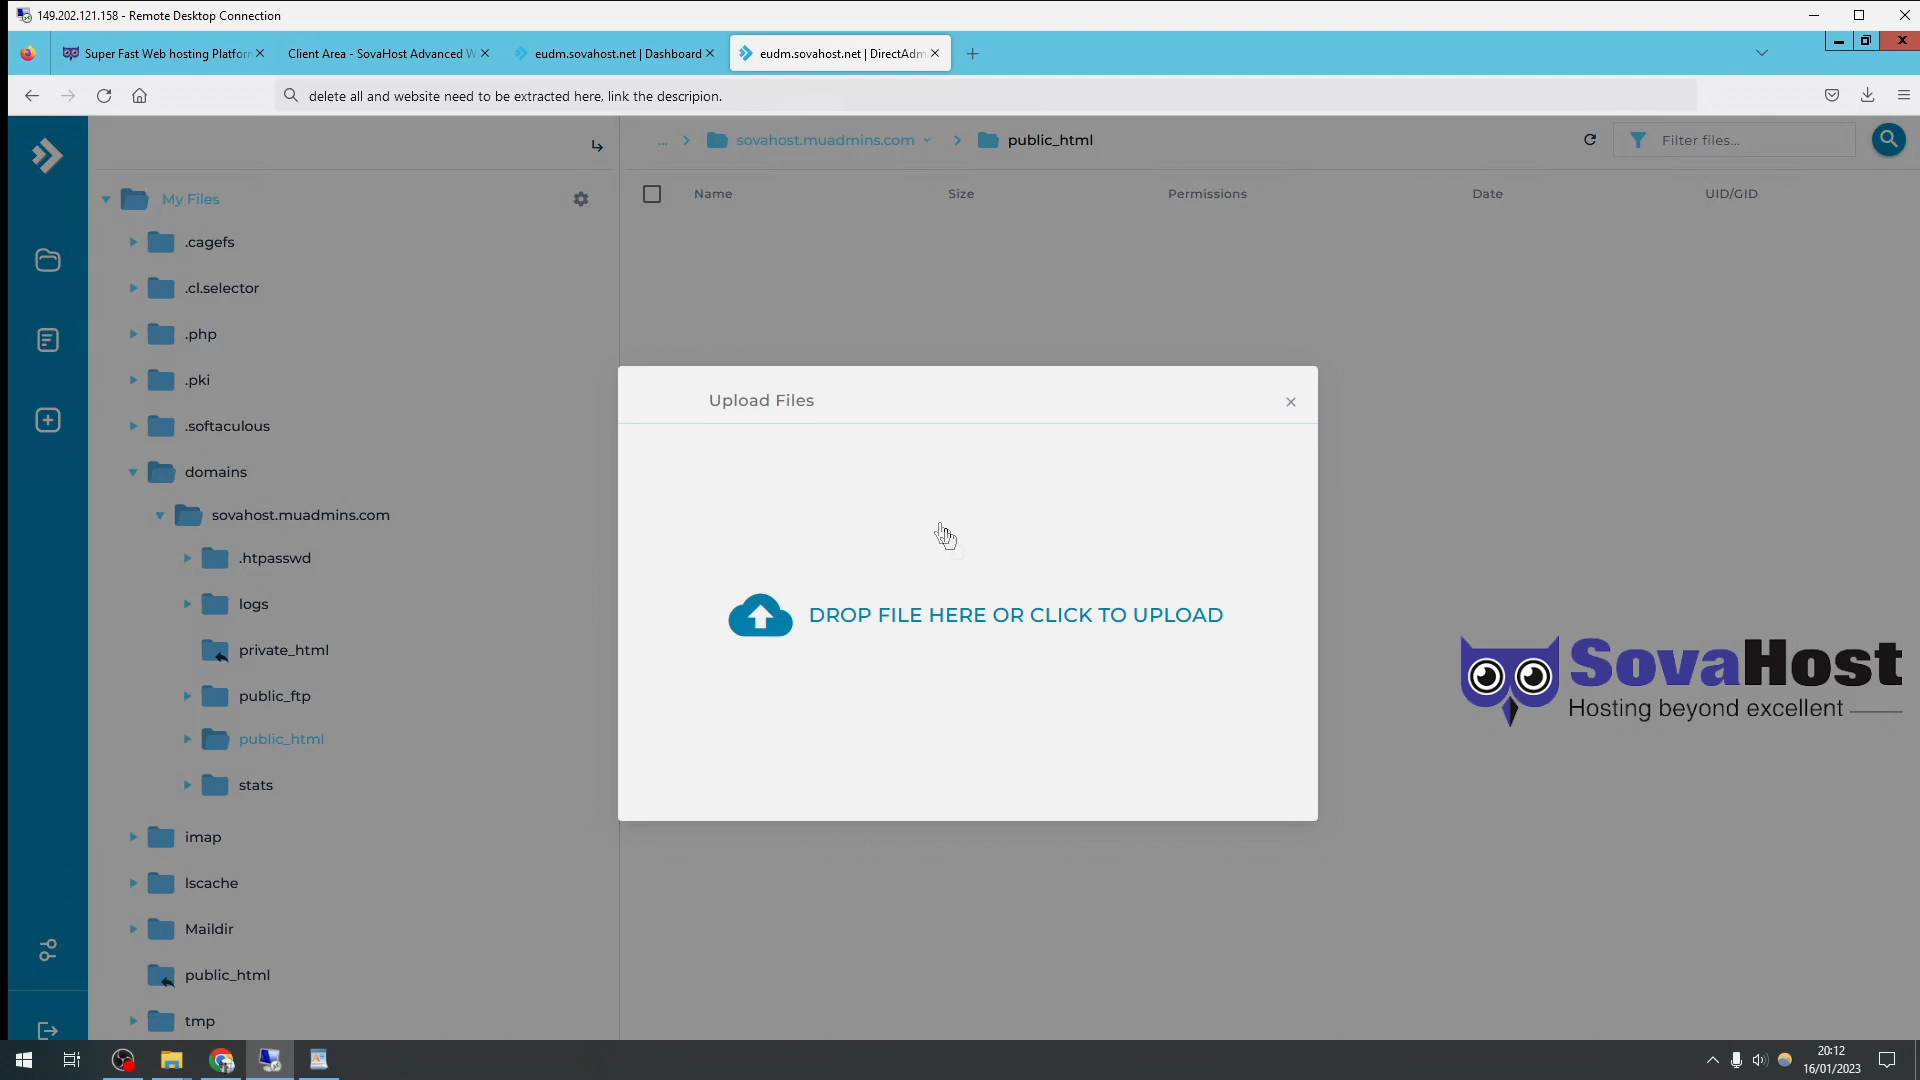 149.202.121.158 - Remote Desktop Connection
Super Fast Web hosting Platfor
Client Area - SovaHost Advanced W
eudm.sovahost.net | Dashboard
eudm.sovahost.net | DirectAdm
delete all and website need to be extracted here, link the descripion.
... sovahost.muadmins.com public_html
Filter files...
Name Size Permissions Date UID/GID
My Files
.cagefs
.cl.selector
.php
.pki
.softaculous
domains
sovahost.muadmins.com
.htpasswd
logs
private_html
public_ftp
public_html
stats
imap
lscache
Maildir
public_html
tmp
Upload Files
DROP FILE HERE OR CLICK TO UPLOAD
SovaHost
Hosting beyond excellent
20:12
16/01/2023